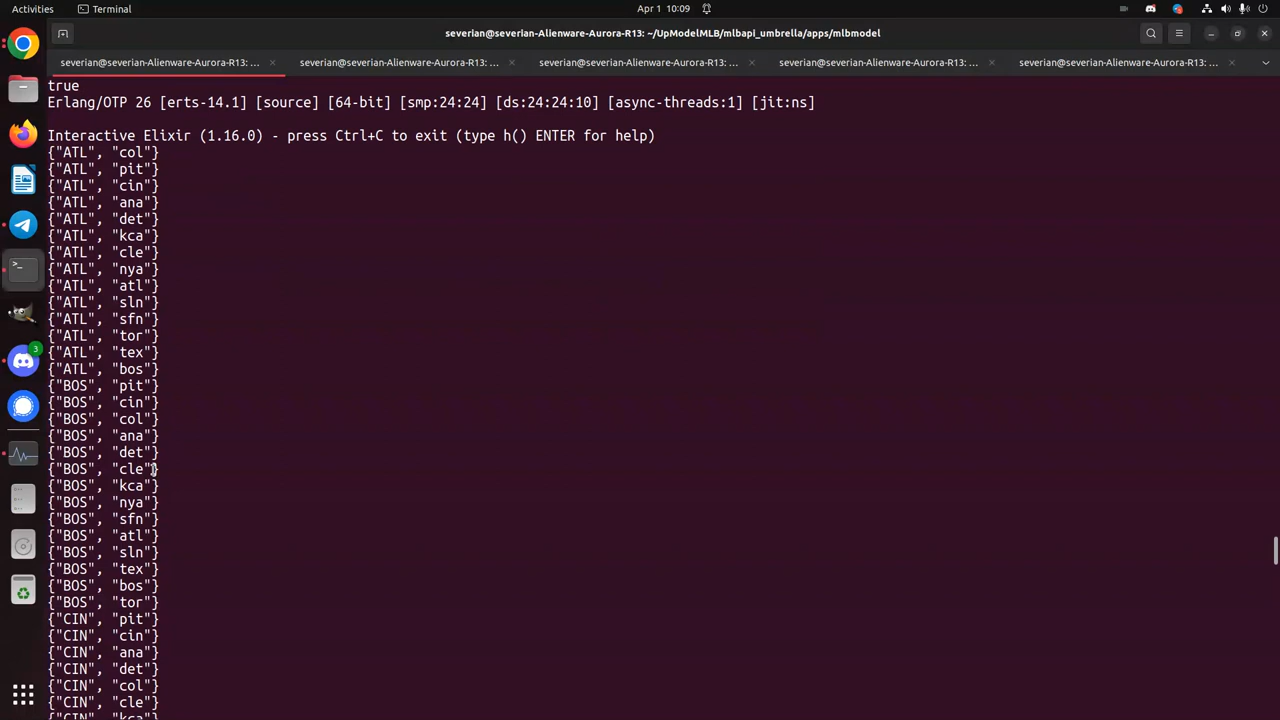 Activities
Terminal
Apr 1 10:09
severian@severian-Alienware-Aurora-R13: ~/UpModelMLB/mlbapi_umbrella/apps/mlbmodel
severian@severian-Alienware-Aurora-R13: ~/...
severian@severian-Alienware-Aurora-R13: ~/...
severian@severian-Alienware-Aurora-R13: ~/...
severian@severian-Alienware-Aurora-R13: ~/...
severian@severian-Alienware-Aurora-R13: ~/...
true
Erlang/OTP 26 [erts-14.1] [source] [64-bit] [smp:24:24] [ds:24:24:10] [async-threads:1] [jit:ns]
Interactive Elixir (1.16.0) - press Ctrl+C to exit (type h() ENTER for help)
{"ATL", "col"}
{"ATL", "pit"}
{"ATL", "cin"}
{"ATL", "ana"}
{"ATL", "det"}
{"ATL", "kca"}
{"ATL", "cle"}
{"ATL", "nya"}
{"ATL", "atl"}
{"ATL", "sln"}
{"ATL", "sfn"}
{"ATL", "tor"}
{"ATL", "tex"}
{"ATL", "bos"}
{"BOS", "pit"}
{"BOS", "cin"}
{"BOS", "col"}
{"BOS", "ana"}
{"BOS", "det"}
{"BOS", "cle"}
{"BOS", "kca"}
{"BOS", "nya"}
{"BOS", "sfn"}
{"BOS", "atl"}
{"BOS", "sln"}
{"BOS", "tex"}
{"BOS", "bos"}
{"BOS", "tor"}
{"CIN", "pit"}
{"CIN", "cin"}
{"CIN", "ana"}
{"CIN", "det"}
{"CIN", "col"}
{"CIN", "cle"}
{"CIN", "kca"}
3